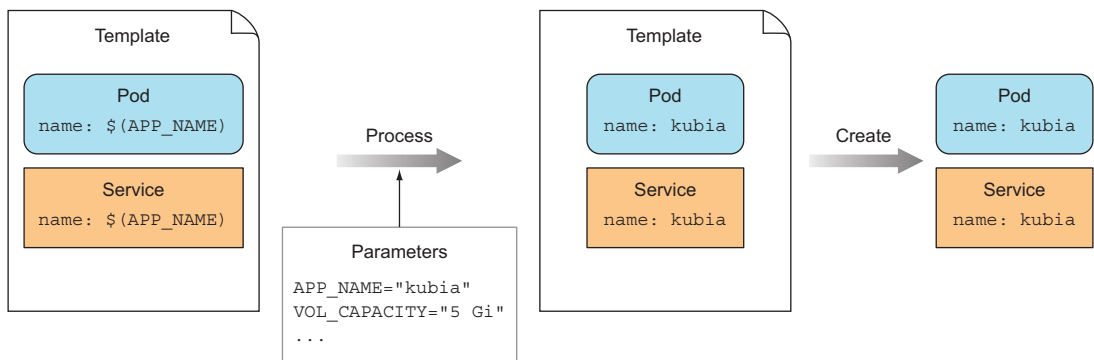 Template
Pod
name: $(APP_NAME)
Service
name: $(APP_NAME)
Process
Parameters
APP_NAME="kubia"
VOL_CAPACITY="5 Gi"
...
Template
Pod
name: kubia
Service
name: kubia
Create
Pod
name: kubia
Service
name: kubia